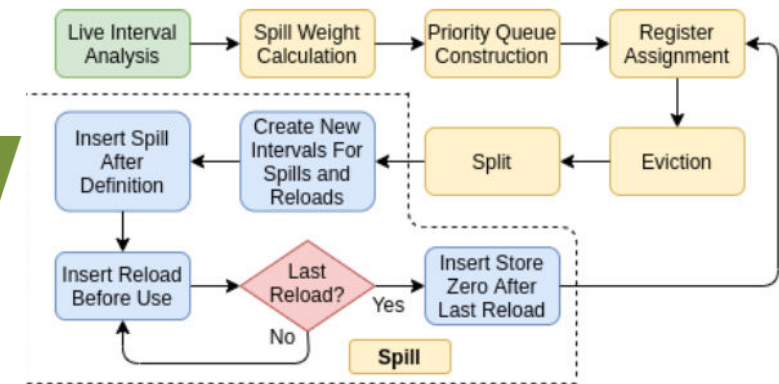 Live Interval
Analysis
Spill Weight
Calculation
Priority Queue
Construction
Register
Assignment
Insert Spill
After
Definition
Create New
Intervals For
Spills and
Reloads
Split
Eviction
Insert Reload
Before Use
Last
Reload?
Yes
No
Insert Store
Zero After
Last Reload
Spill